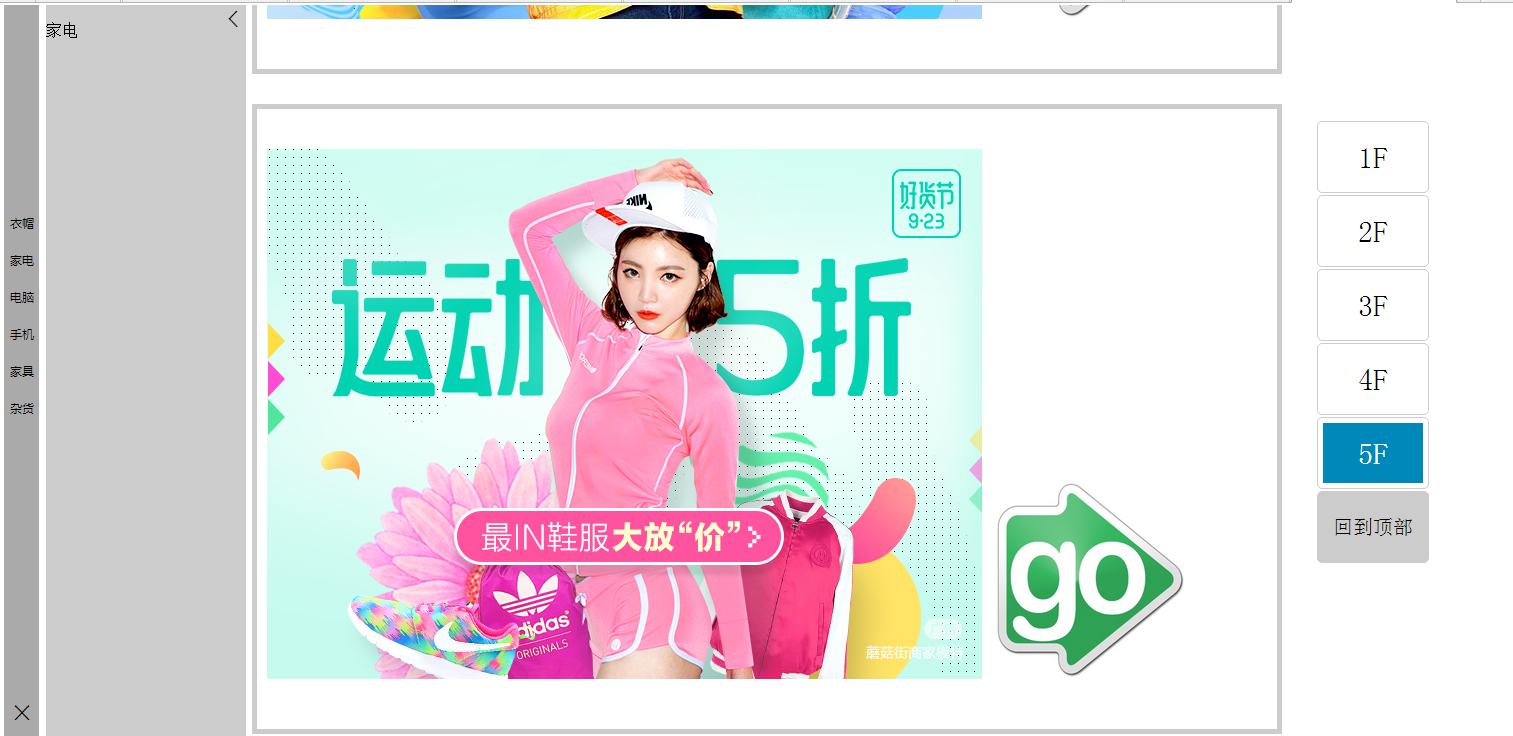 家电
衣帽
家电
电脑
手机
家具
杂货
NIKE
好货节
9·23
运动 5折
最IN鞋服大放“价”
adidas
ORIGINALS
蘑菇街商家
go
1F
2F
3F
4F
5F
回到顶部